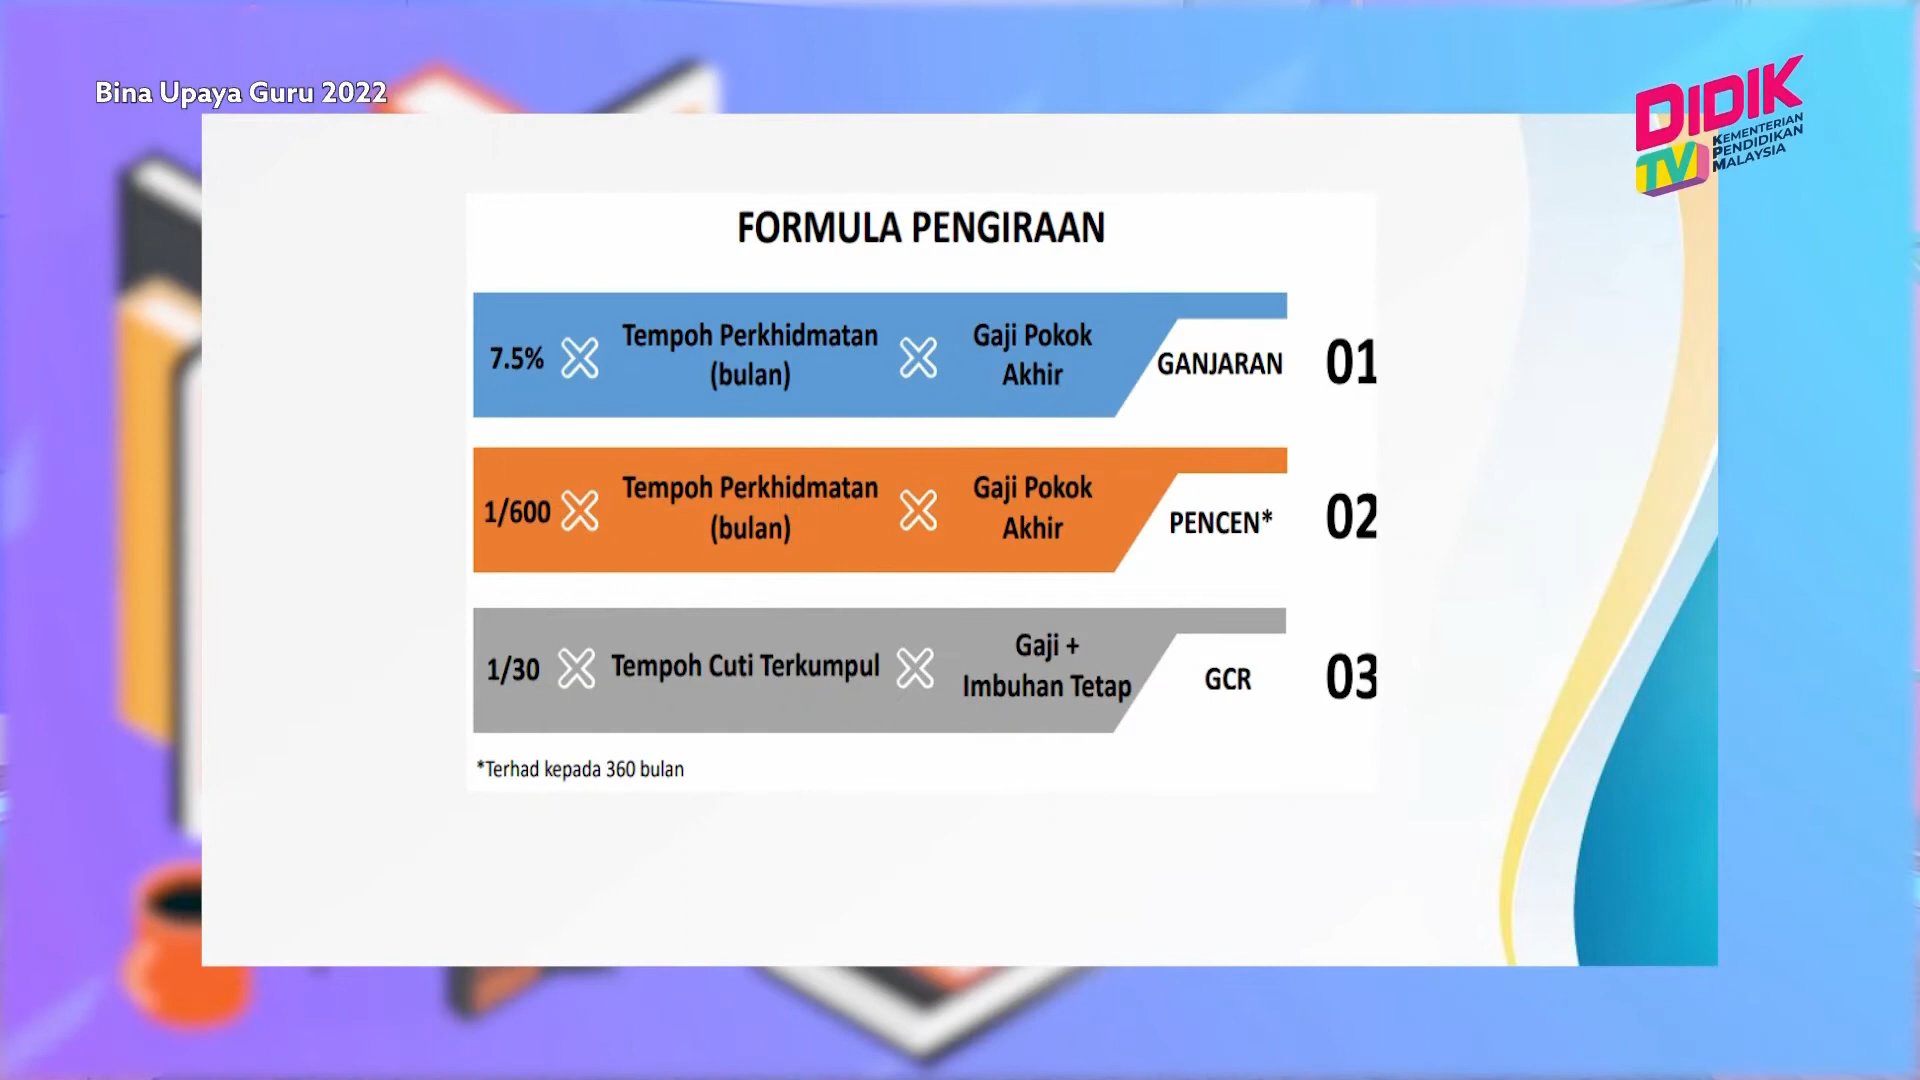 Bina Upaya Guru 2022
DIDIK
TV
KEMENTERIAN
PENDIDIKAN
MALAYSIA
FORMULA PENGIRAAN
7.5%
Tempoh Perkhidmatan
(bulan)
Gaji Pokok
Akhir
GANJARAN
01
1/600
Tempoh Perkhidmatan
(bulan)
Gaji Pokok
Akhir
PENCEN*
02
1/30
Tempoh Cuti Terkumpul
Gaji +
Imbuhan Tetap
GCR
03
*Terhad kepada 360 bulan